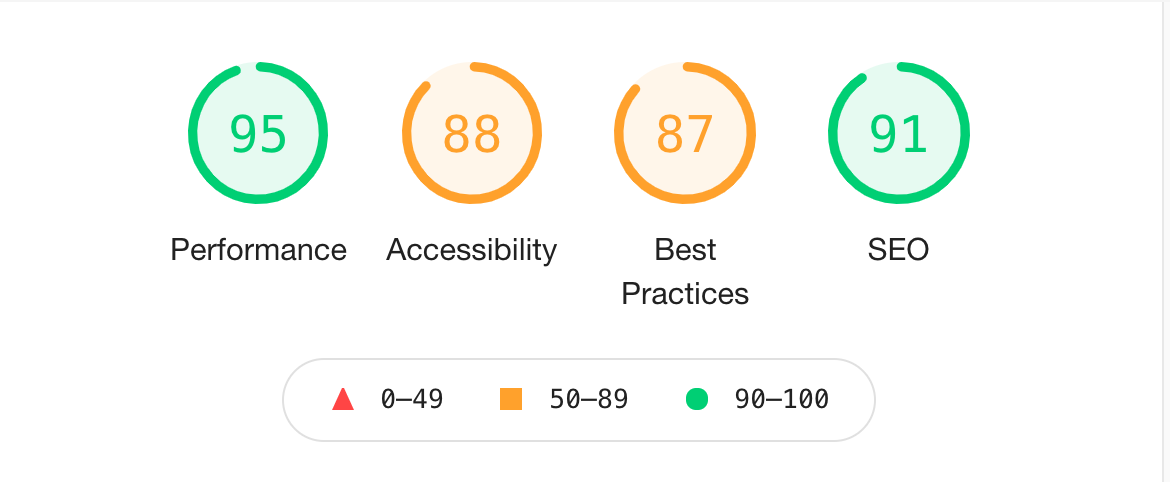 95 88 87 91
Performance Accessibility Best SEO
Practices
0–49 50–89 90–100